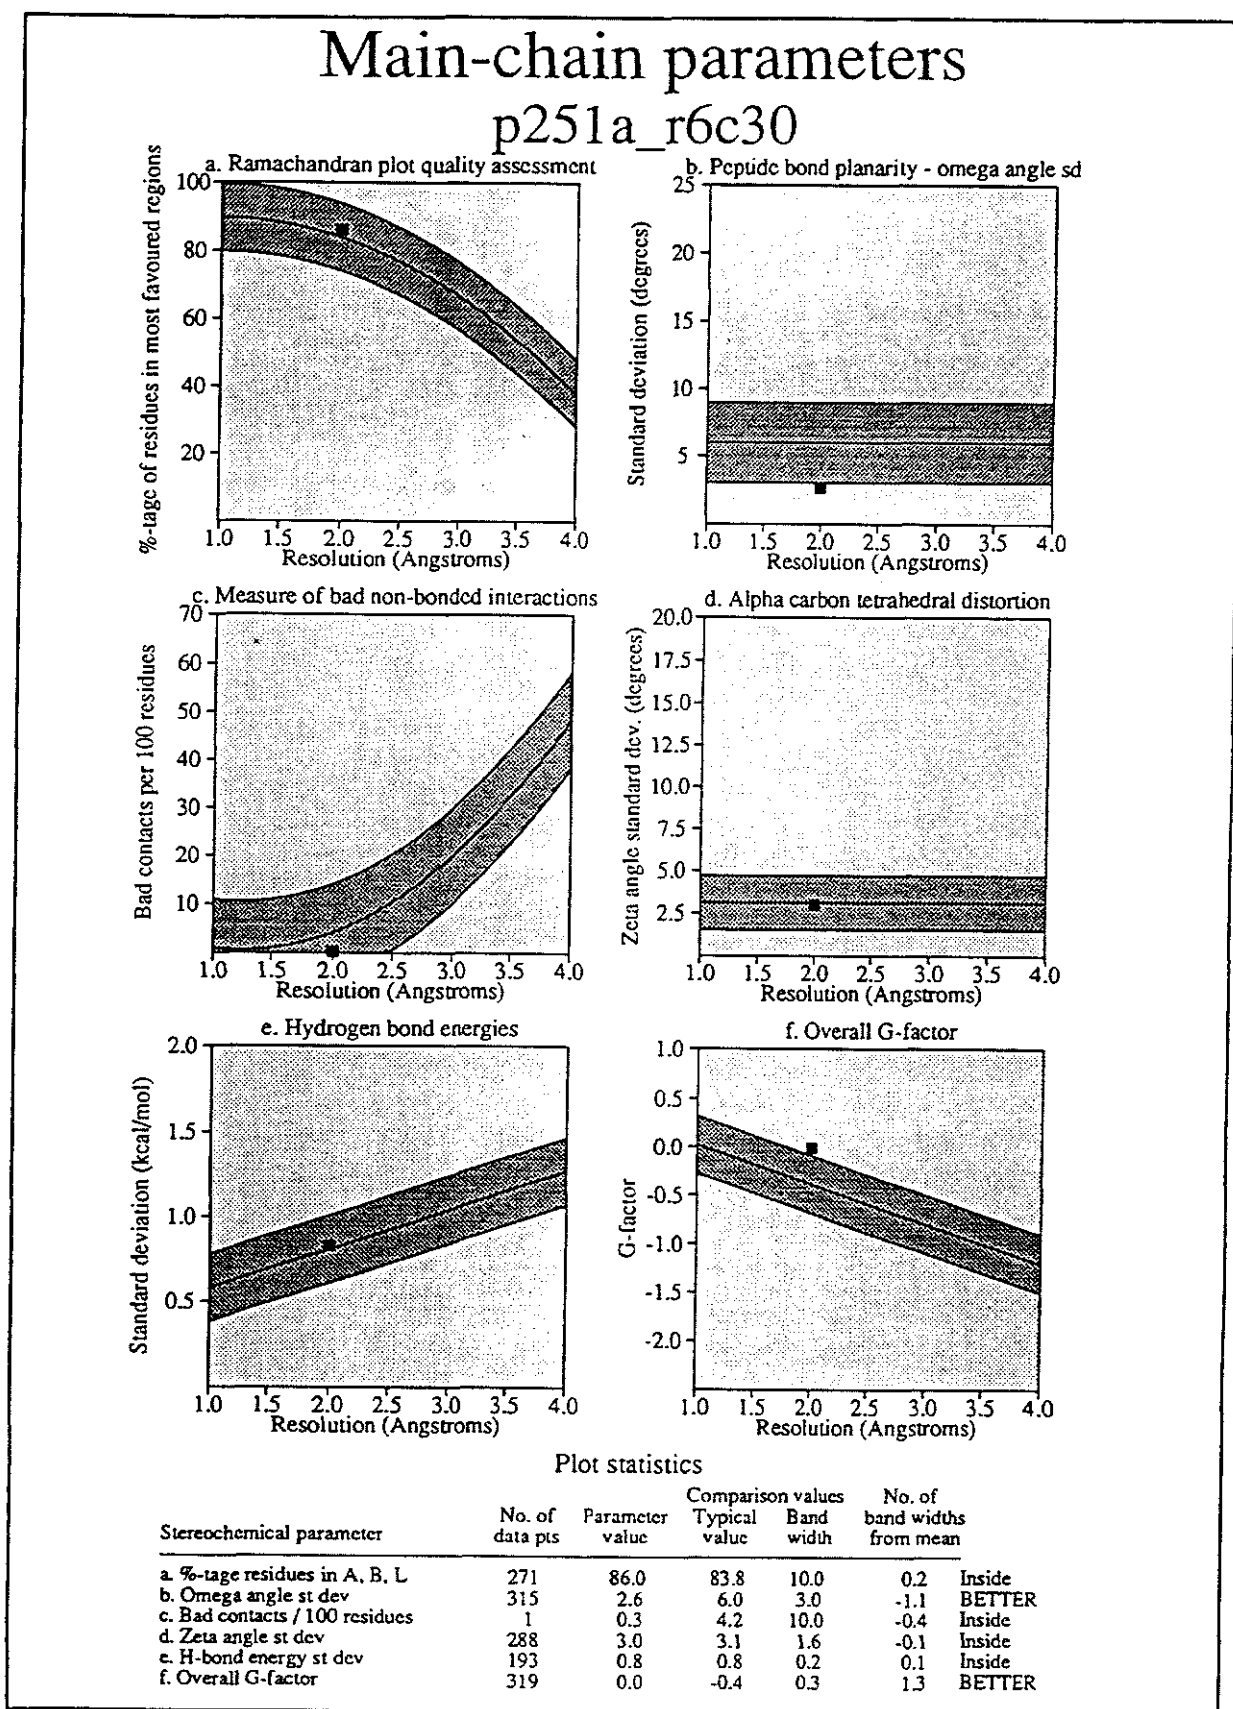 Main-chain parameters
p251a_r6c30
a. Ramachandran plot quality assessment
%-tage of residues in most favoured regions
100
80
60
40
20
1.0 1.5 2.0 2.5 3.0 3.5 4.0
Resolution (Angstroms)
b. Peptide bond planarity - omega angle sd
Standard deviation (degrees)
25
20
15
10
5
1.0 1.5 2.0 2.5 3.0 3.5 4.0
Resolution (Angstroms)
c. Measure of bad non-bonded interactions
Bad contacts per 100 residues
70
60
50
40
30
20
10
1.0 1.5 2.0 2.5 3.0 3.5 4.0
Resolution (Angstroms)
d. Alpha carbon tetrahedral distortion
Zeta angle standard dev. (degrees)
20.0
17.5
15.0
12.5
10.0
7.5
5.0
2.5
1.0 1.5 2.0 2.5 3.0 3.5 4.0
Resolution (Angstroms)
e. Hydrogen bond energies
Standard deviation (kcal/mol)
2.0
1.5
1.0
0.5
1.0 1.5 2.0 2.5 3.0 3.5 4.0
Resolution (Angstroms)
f. Overall G-factor
G-factor
1.0
0.5
0.0
-0.5
-1.0
-1.5
-2.0
1.0 1.5 2.0 2.5 3.0 3.5 4.0
Resolution (Angstroms)
Plot statistics
Comparison values No. of
No. of Parameter Typical Band band widths
Stereochemical parameter data pts value value width from mean
a. %-tage residues in A, B, L 271 86.0 83.8 10.0 0.2 Inside
b. Omega angle st dev 315 2.6 6.0 3.0 -1.1 BETTER
c. Bad contacts / 100 residues 1 0.3 4.2 10.0 -0.4 Inside
d. Zeta angle st dev 288 3.0 3.1 1.6 -0.1 Inside
e. H-bond energy st dev 193 0.8 0.8 0.2 0.1 Inside
f. Overall G-factor 319 0.0 -0.4 0.3 1.3 BETTER